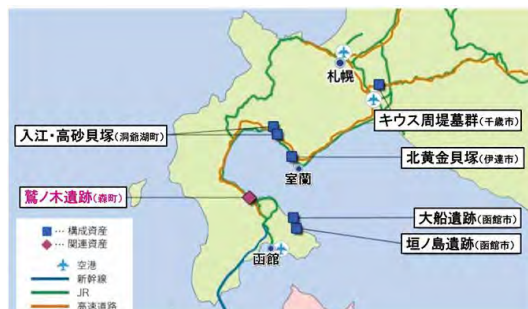 札幌
キウス周堤墓群(千歳市)
入江・高砂貝塚(洞爺湖町)
北黄金貝塚(伊達市)
室蘭
鷲ノ木遺跡(森町)
大船遺跡(函館市)
垣ノ島遺跡(函館市)
函館
…構成資産
…関連資産
空港
新幹線
JR
高速道路